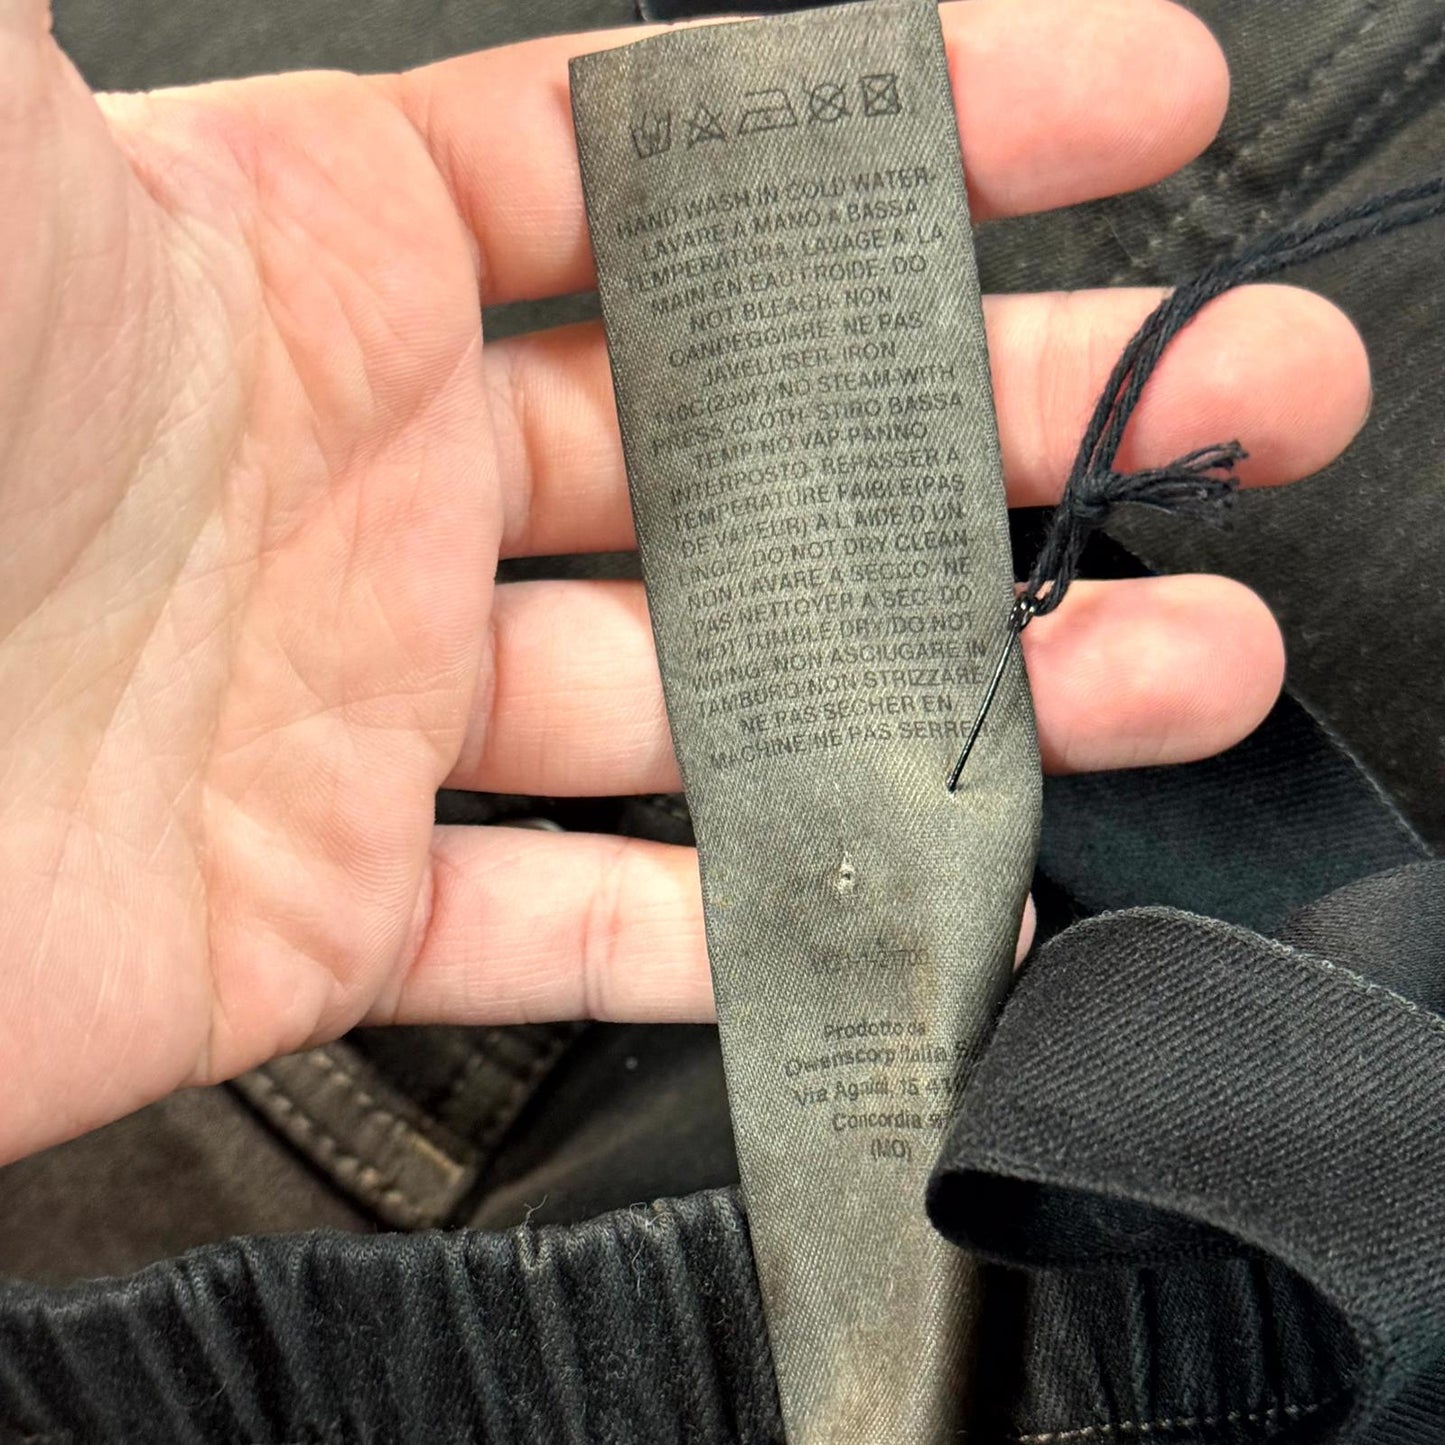 HAND WASH IN COLD WATER-
LAVARE A MANO A BASSA
TEMPERATURA- LAVAGE A LA
MAIN EN EAU FROIDE- DO
NOT BLEACH- NON
CANDEGGIARE- NE PAS
JAVELLISER- IRON
NO STEAM-WITH
PRESS CLOTH- STIRO BASSA
TEMP-NO VAP-PANNO
INTERPOSTO- REPASSER A
TEMPERATURE FAIBLE(PAS
DE VAPEUR) A L AIDE D UN
LINGE- DO NOT DRY CLEAN-
NON LAVARE A SECCO- NE
PAS NETTOYER A SEC- DO
NOT TUMBLE DRY/DO NOT
WRING- NON ASCIUGARE IN
TAMBURO/NON STRIZZARE
NE PAS SECHER EN
MACHINE/NE PAS SERRER
Prodotto da
Owenscorp Italia
Via Agnini, 15
Concordia
(MO)